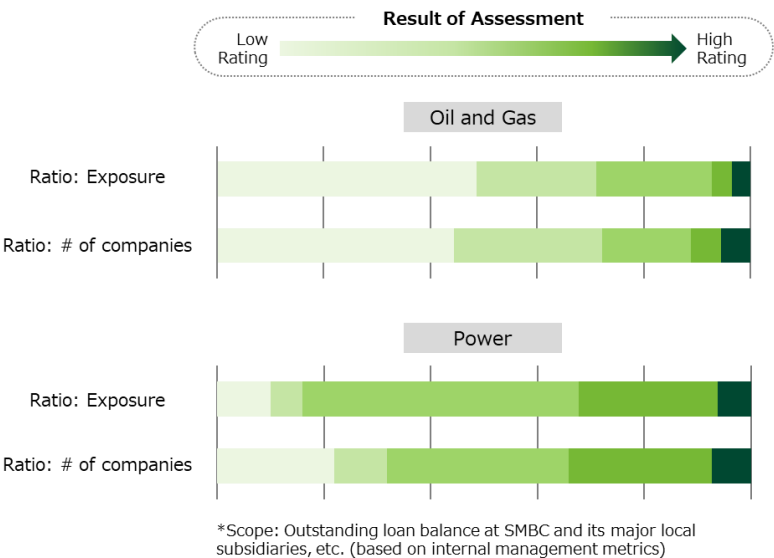 Result of Assessment
Low
Rating
High
Rating
Oil and Gas
Ratio: Exposure
Ratio: # of companies
Power
Ratio: Exposure
Ratio: # of companies
*Scope: Outstanding loan balance at SMBC and its major local
subsidiaries, etc. (based on internal management metrics)